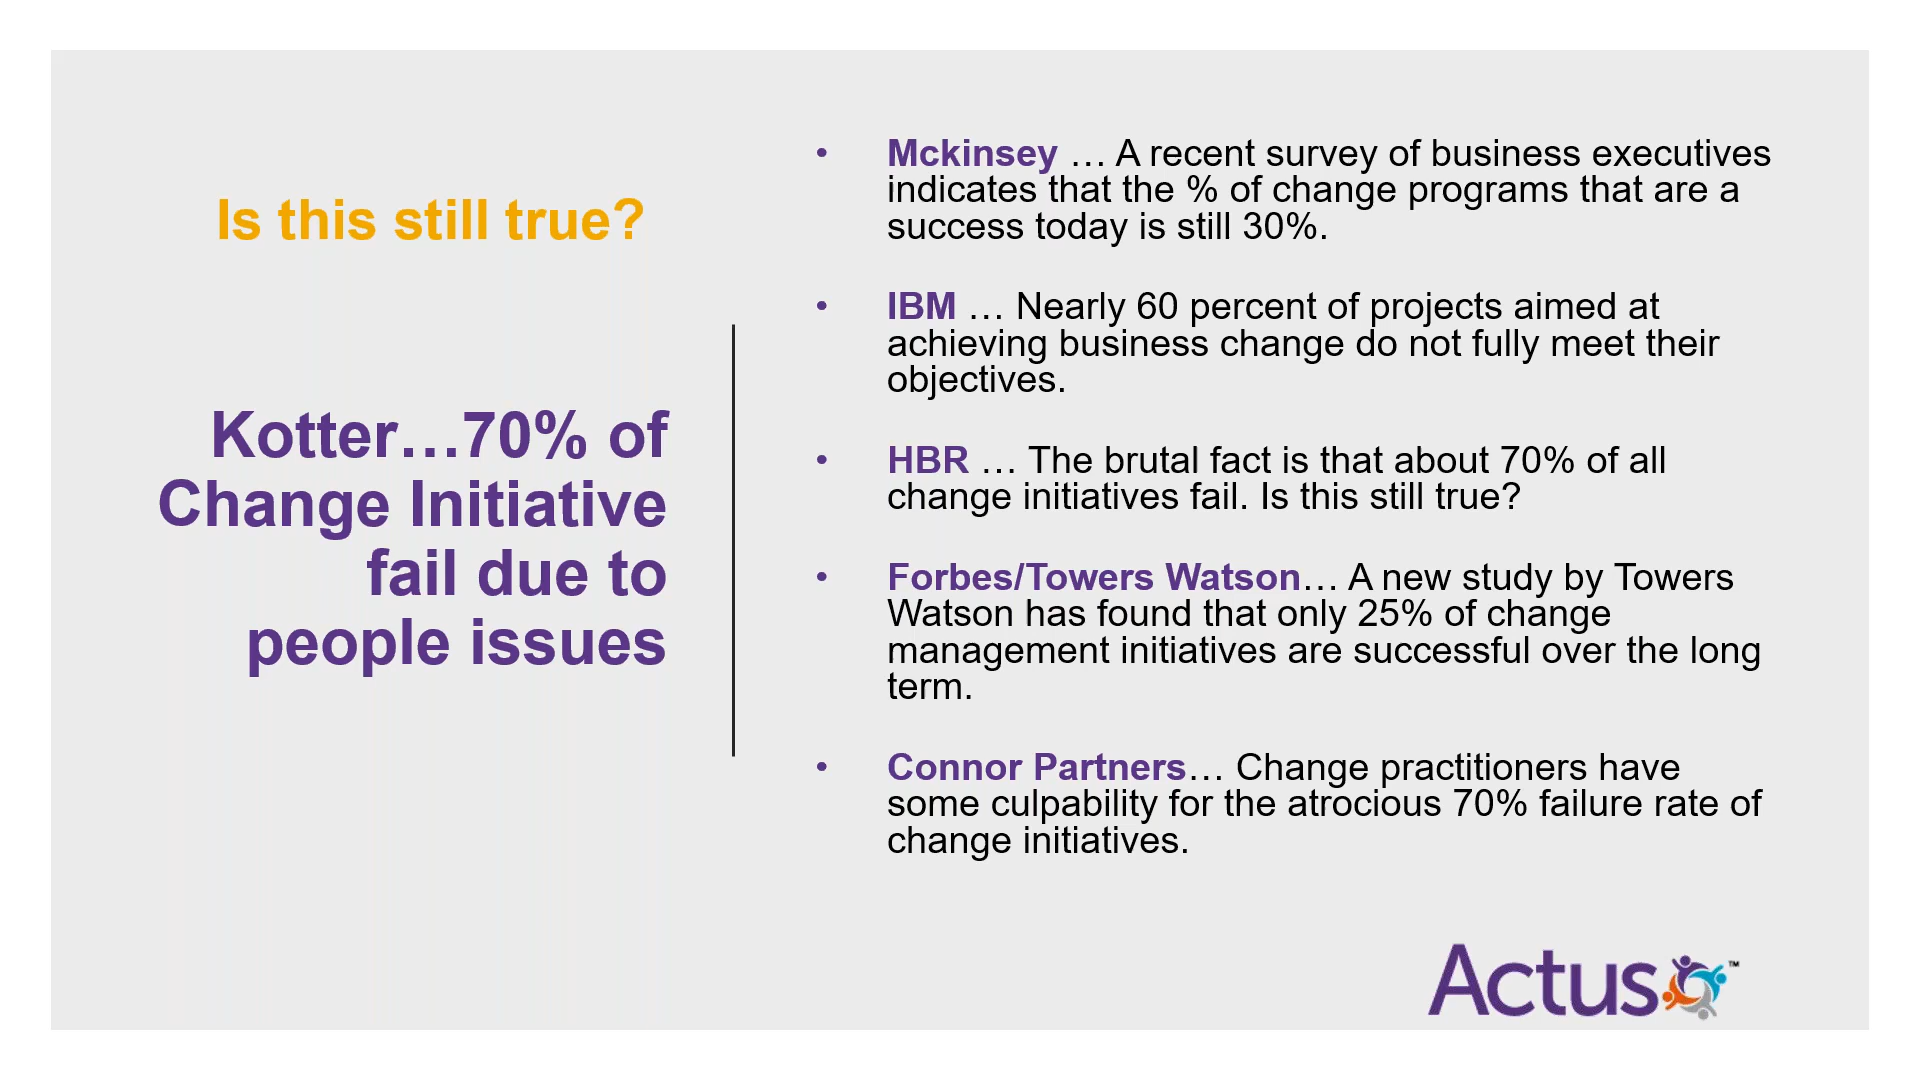 Is this still true?
Kotter…70% of
Change Initiative
fail due to
people issues
• Mckinsey … A recent survey of business executives
indicates that the % of change programs that are a
success today is still 30%.
• IBM … Nearly 60 percent of projects aimed at
achieving business change do not fully meet their
objectives.
• HBR … The brutal fact is that about 70% of all
change initiatives fail. Is this still true?
• Forbes/Towers Watson… A new study by Towers
Watson has found that only 25% of change
management initiatives are successful over the long
term.
• Connor Partners… Change practitioners have
some culpability for the atrocious 70% failure rate of
change initiatives.
Actus™